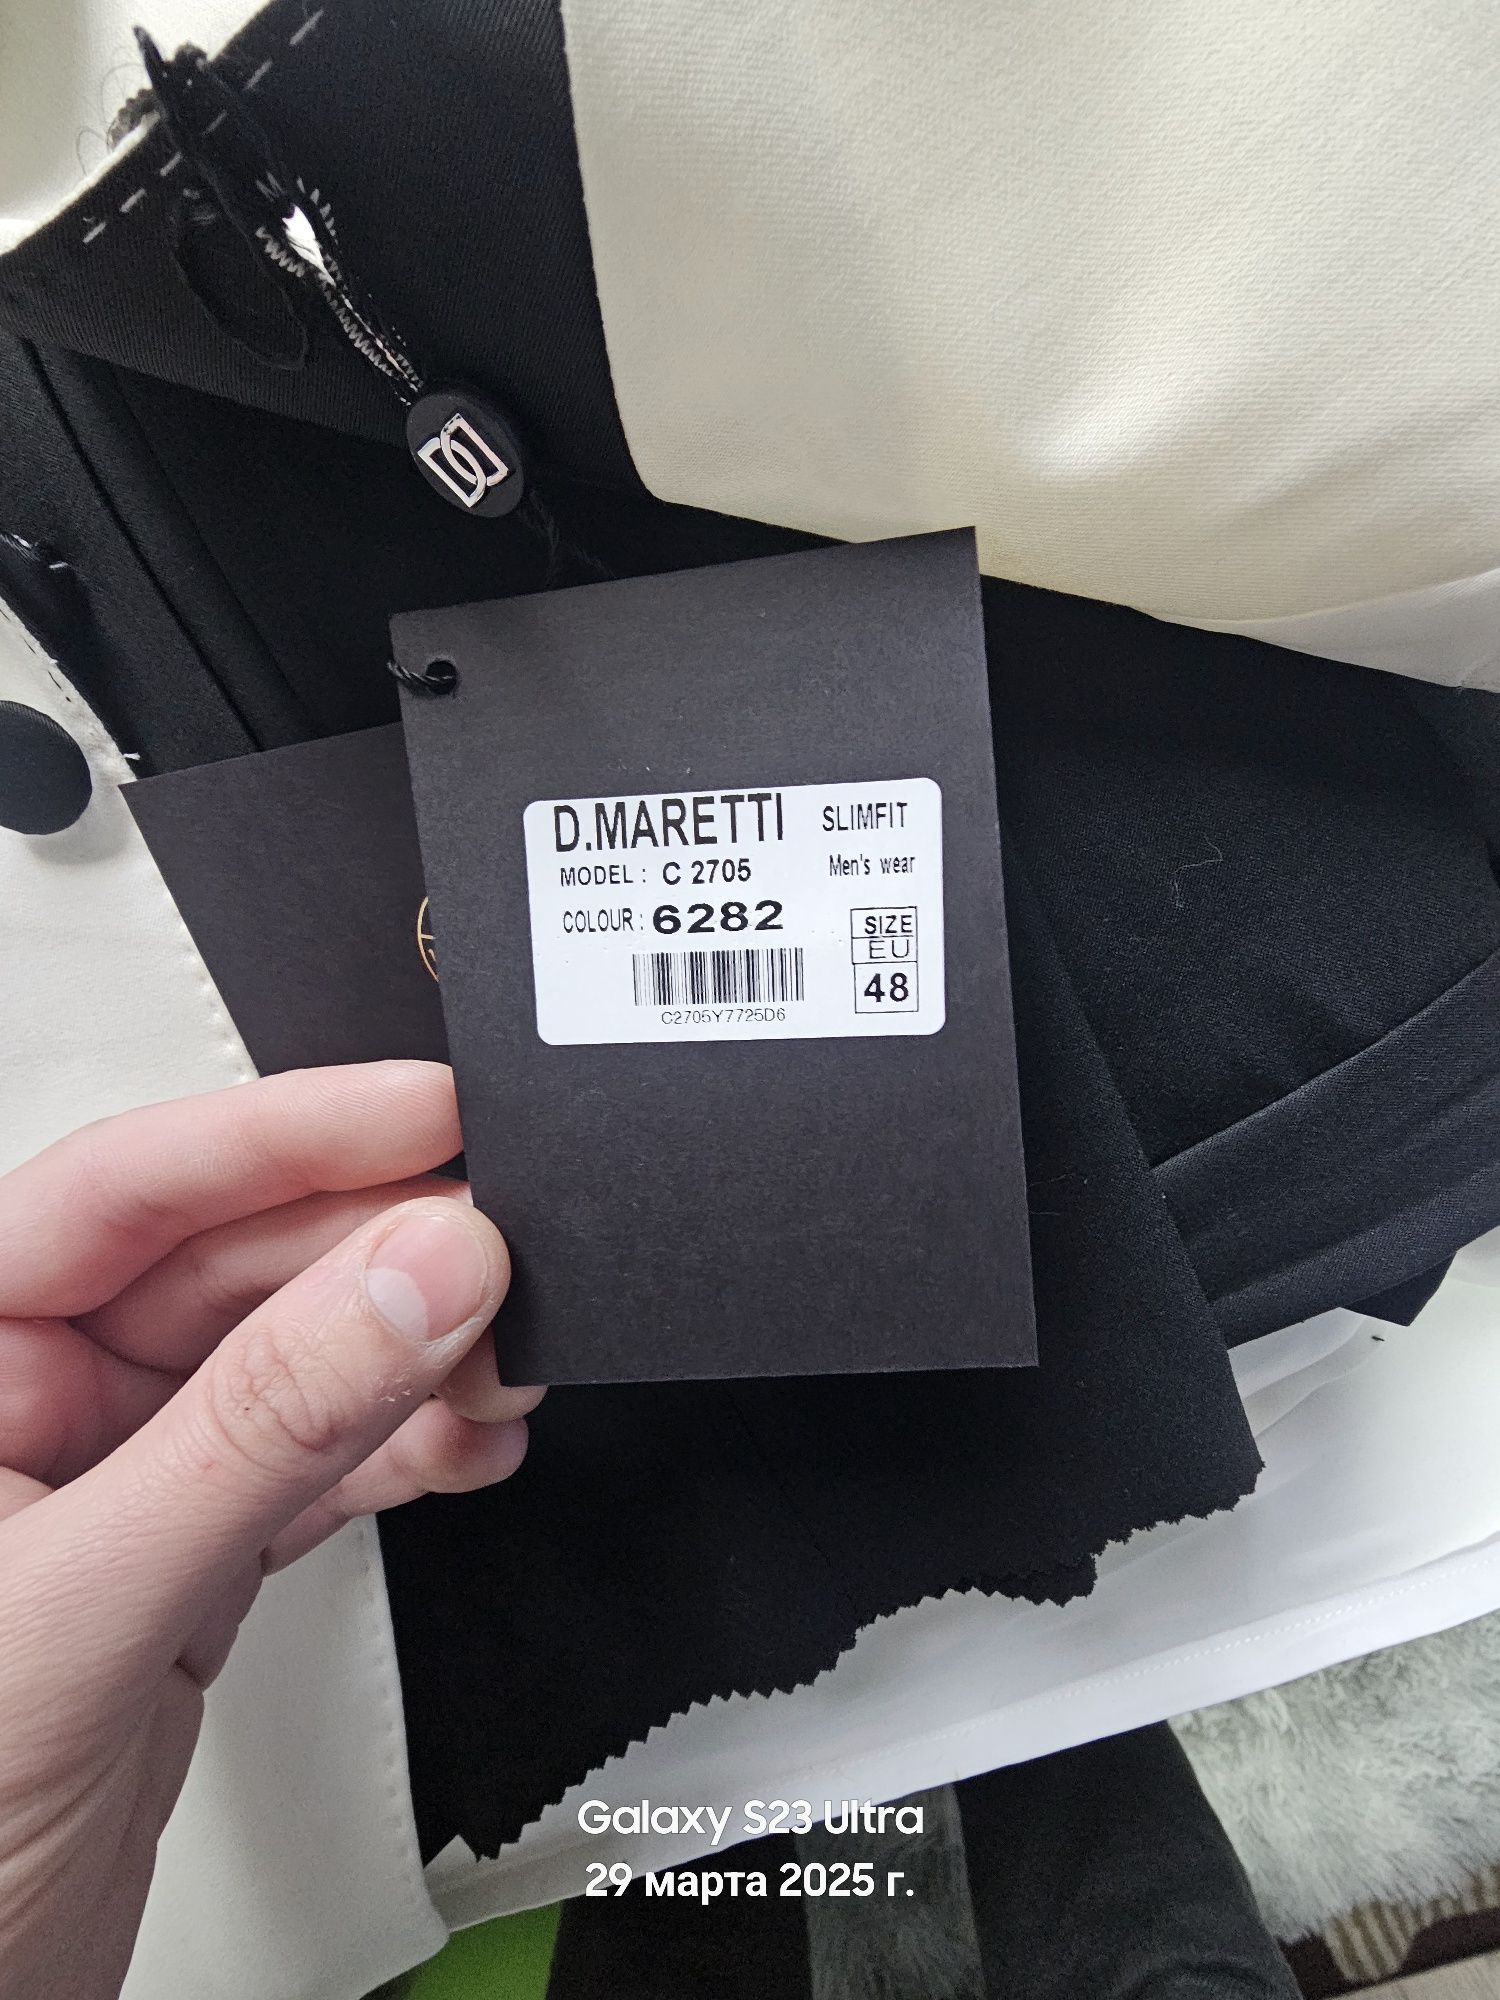 D.MARETTI SLIMFIT
MODEL : C 2705 Men's wear
COLOUR : 6282
SIZE
EU
48
C2705Y7725D6
Galaxy S23 Ultra
29 марта 2025 г.